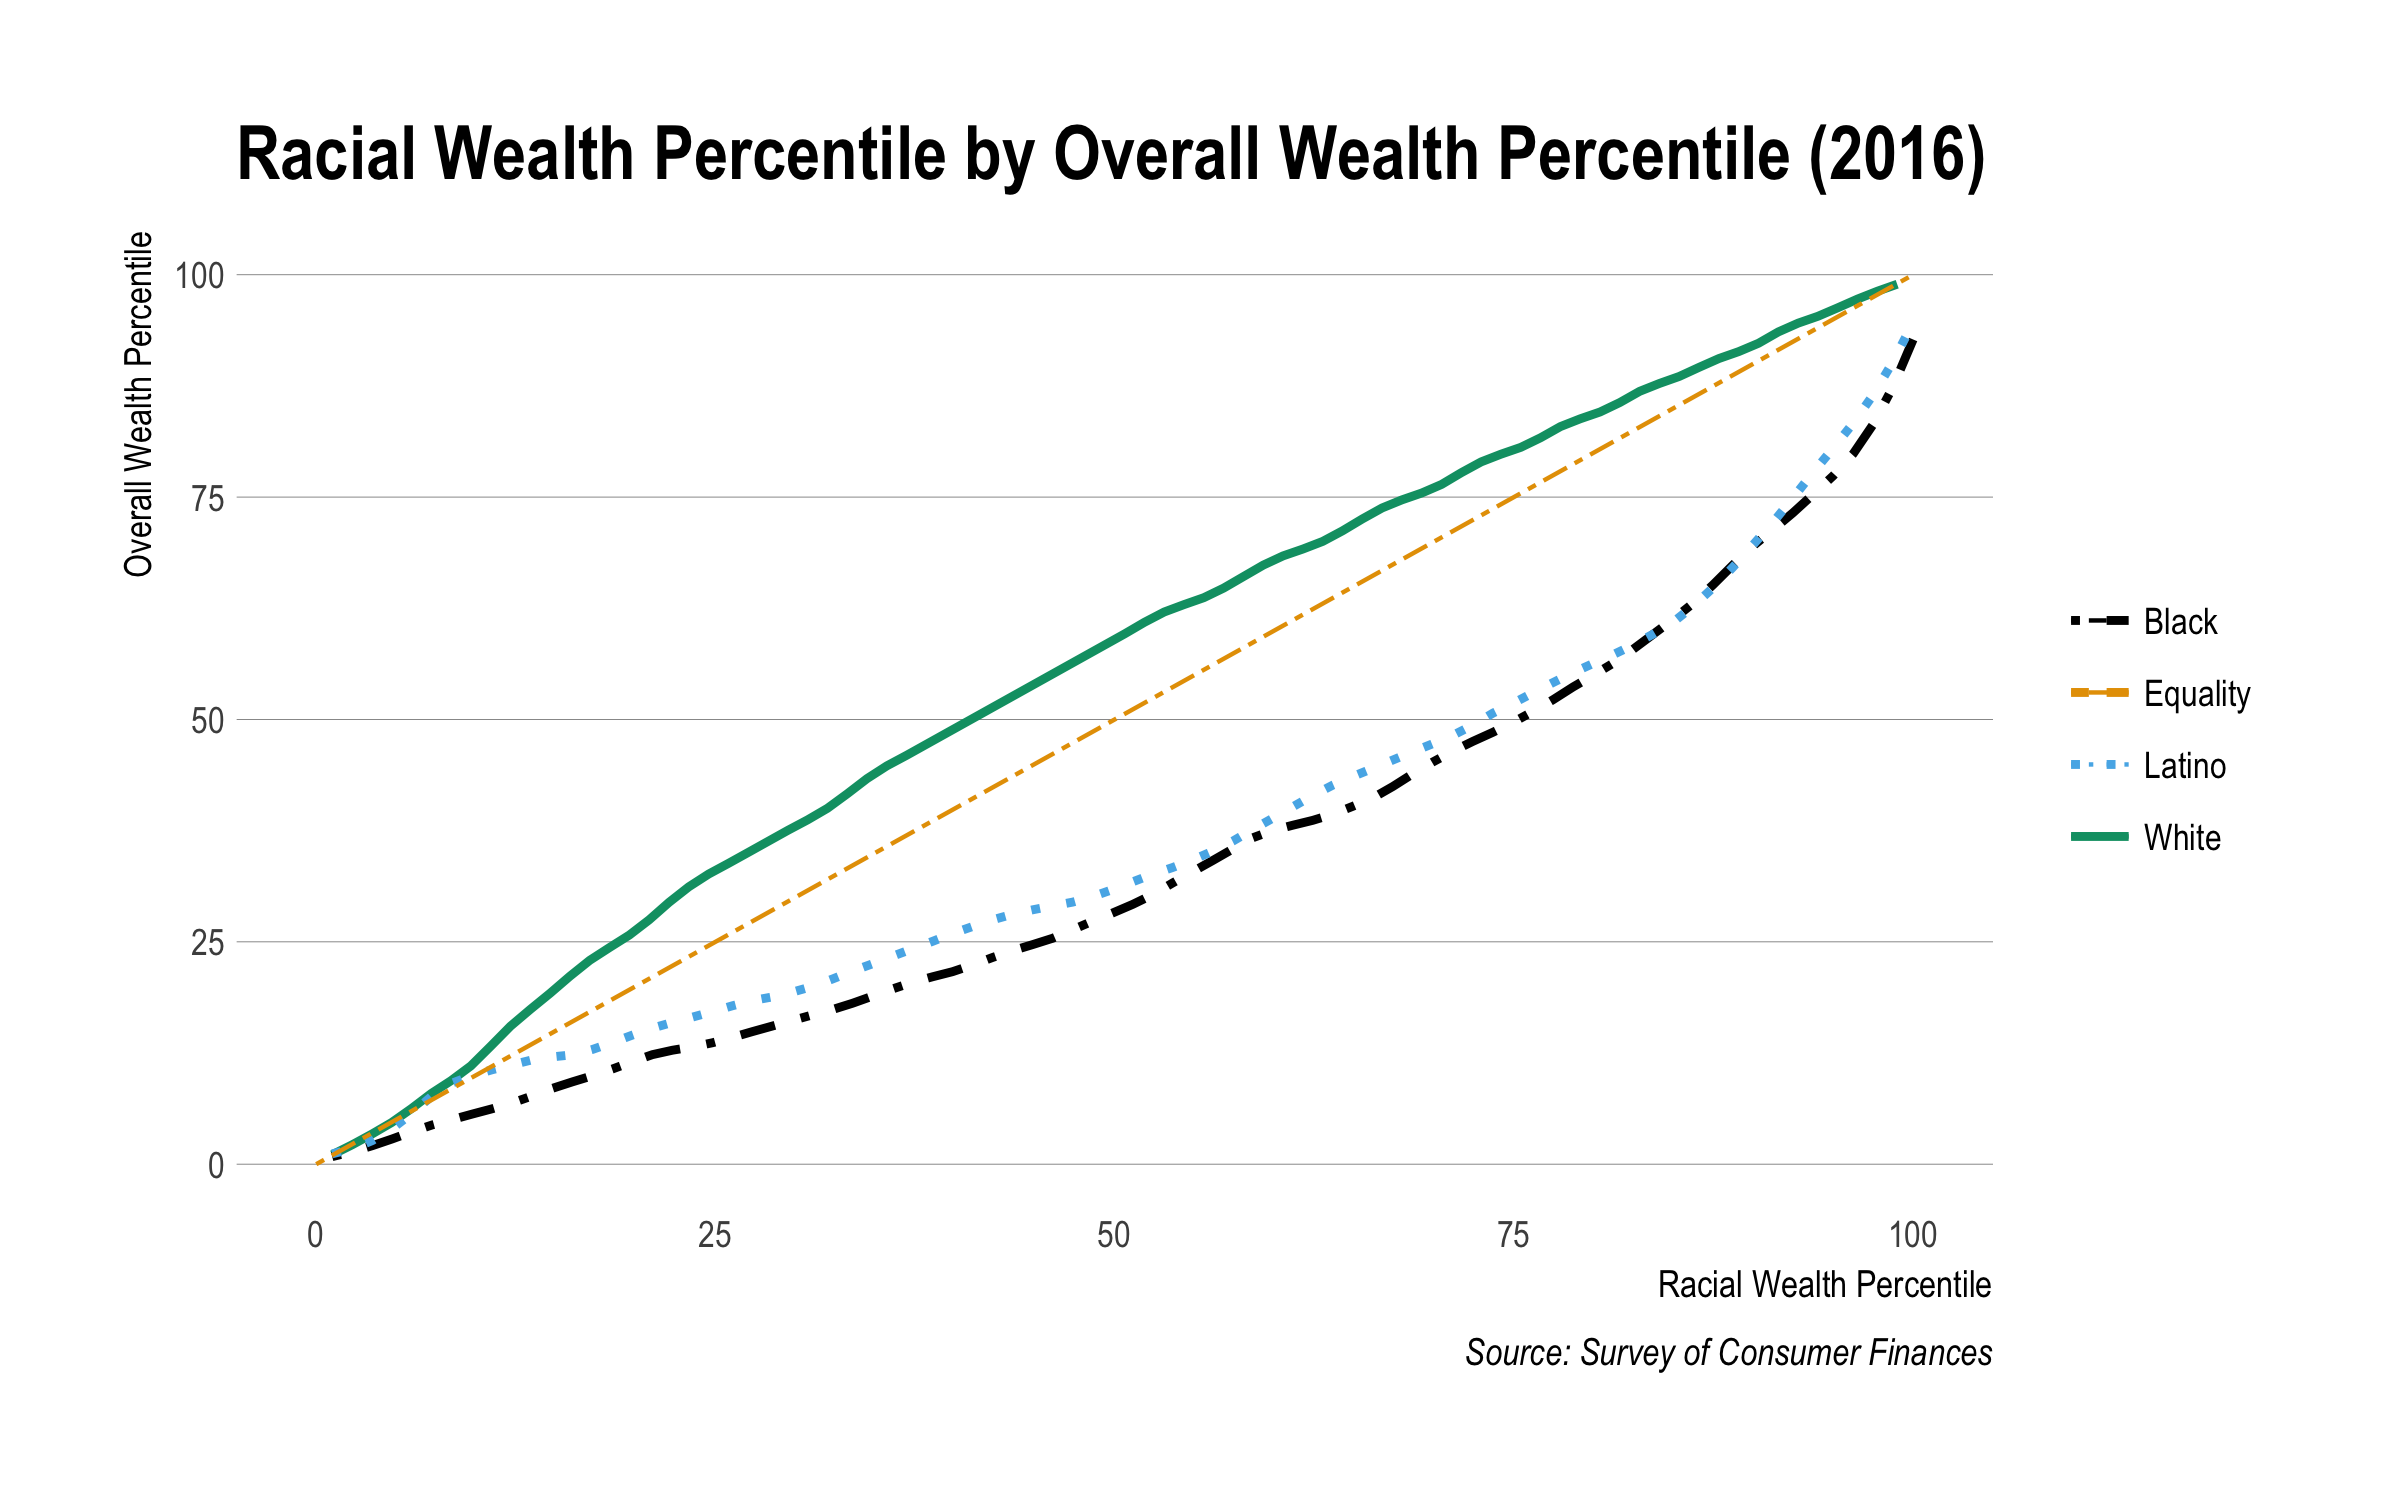 Racial Wealth Percentile by Overall Wealth Percentile (2016)
Overall Wealth Percentile
100
75
50
25
0
0 25 50 75 100
Racial Wealth Percentile
Source: Survey of Consumer Finances
Black
Equality
Latino
White